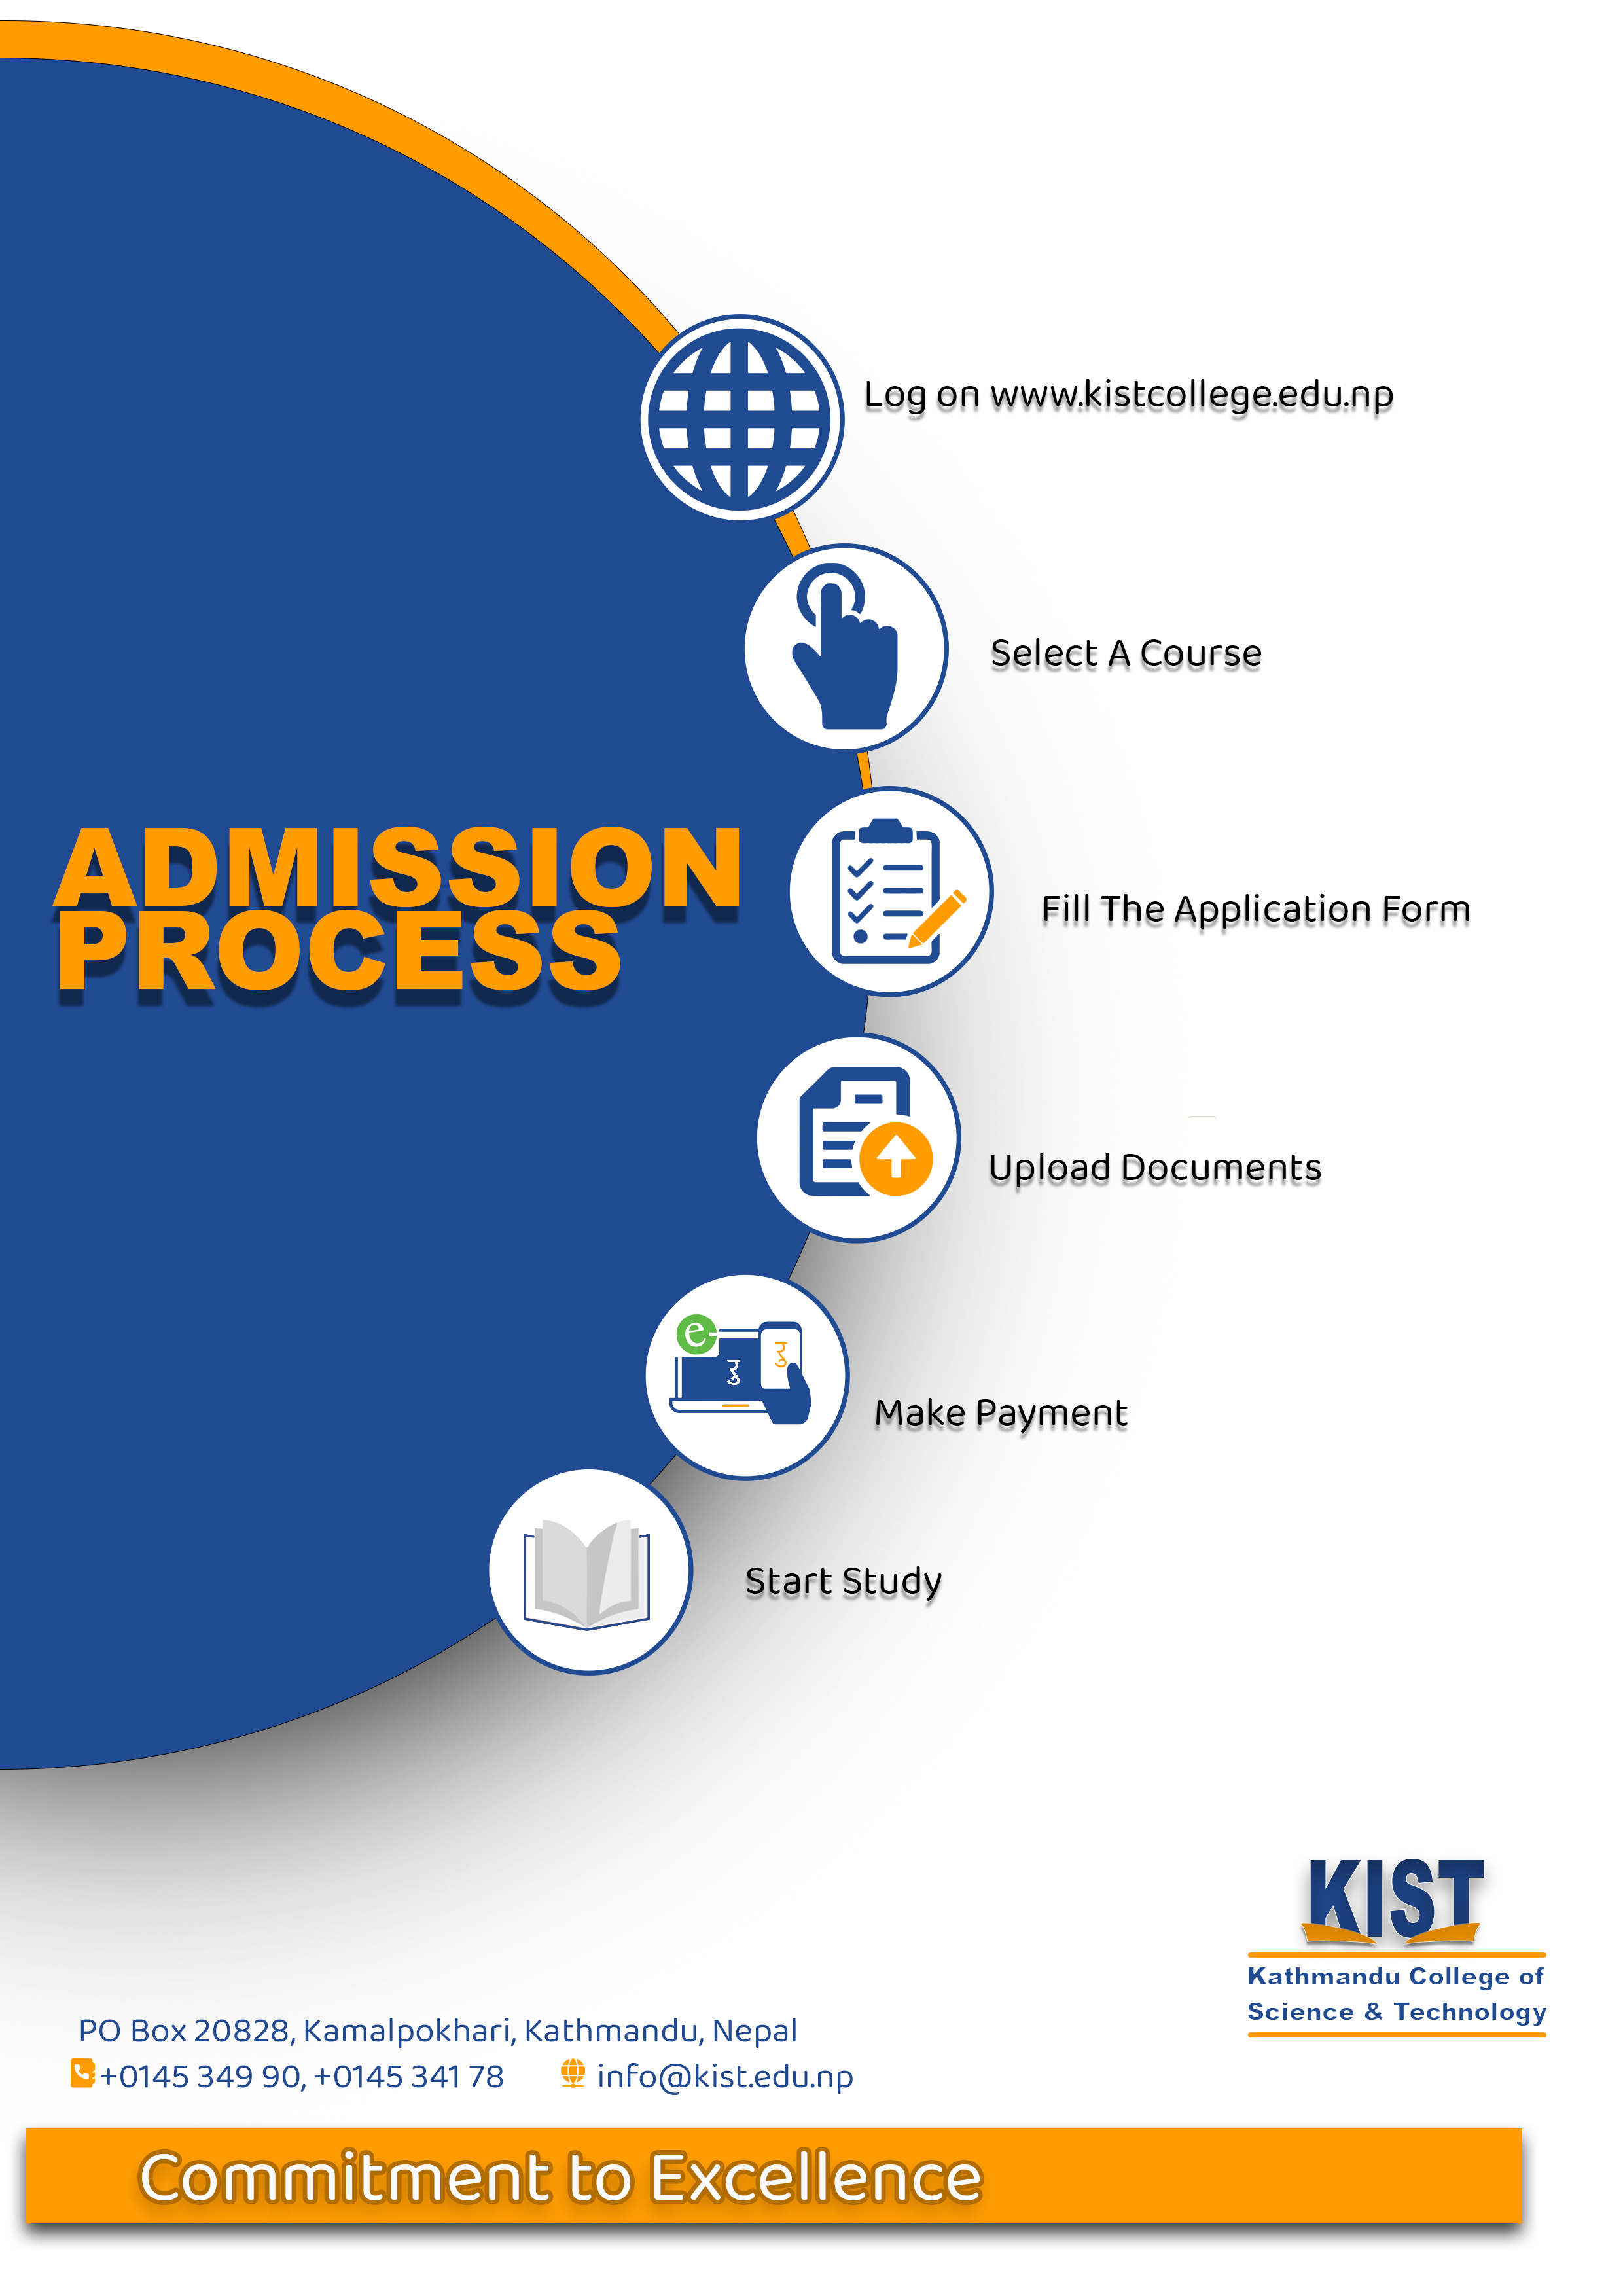 Log on www.kistcollege.edu.np
Select A Course
ADMISSION
PROCESS
Fill The Application Form
Upload Documents
e
रु
रु
Make Payment
Start Study
KIST
Kathmandu College of
Science & Technology
PO Box 20828, Kamalpokhari, Kathmandu, Nepal
+0145 349 90, +0145 341 78 info@kist.edu.np
Commitment to Excellence